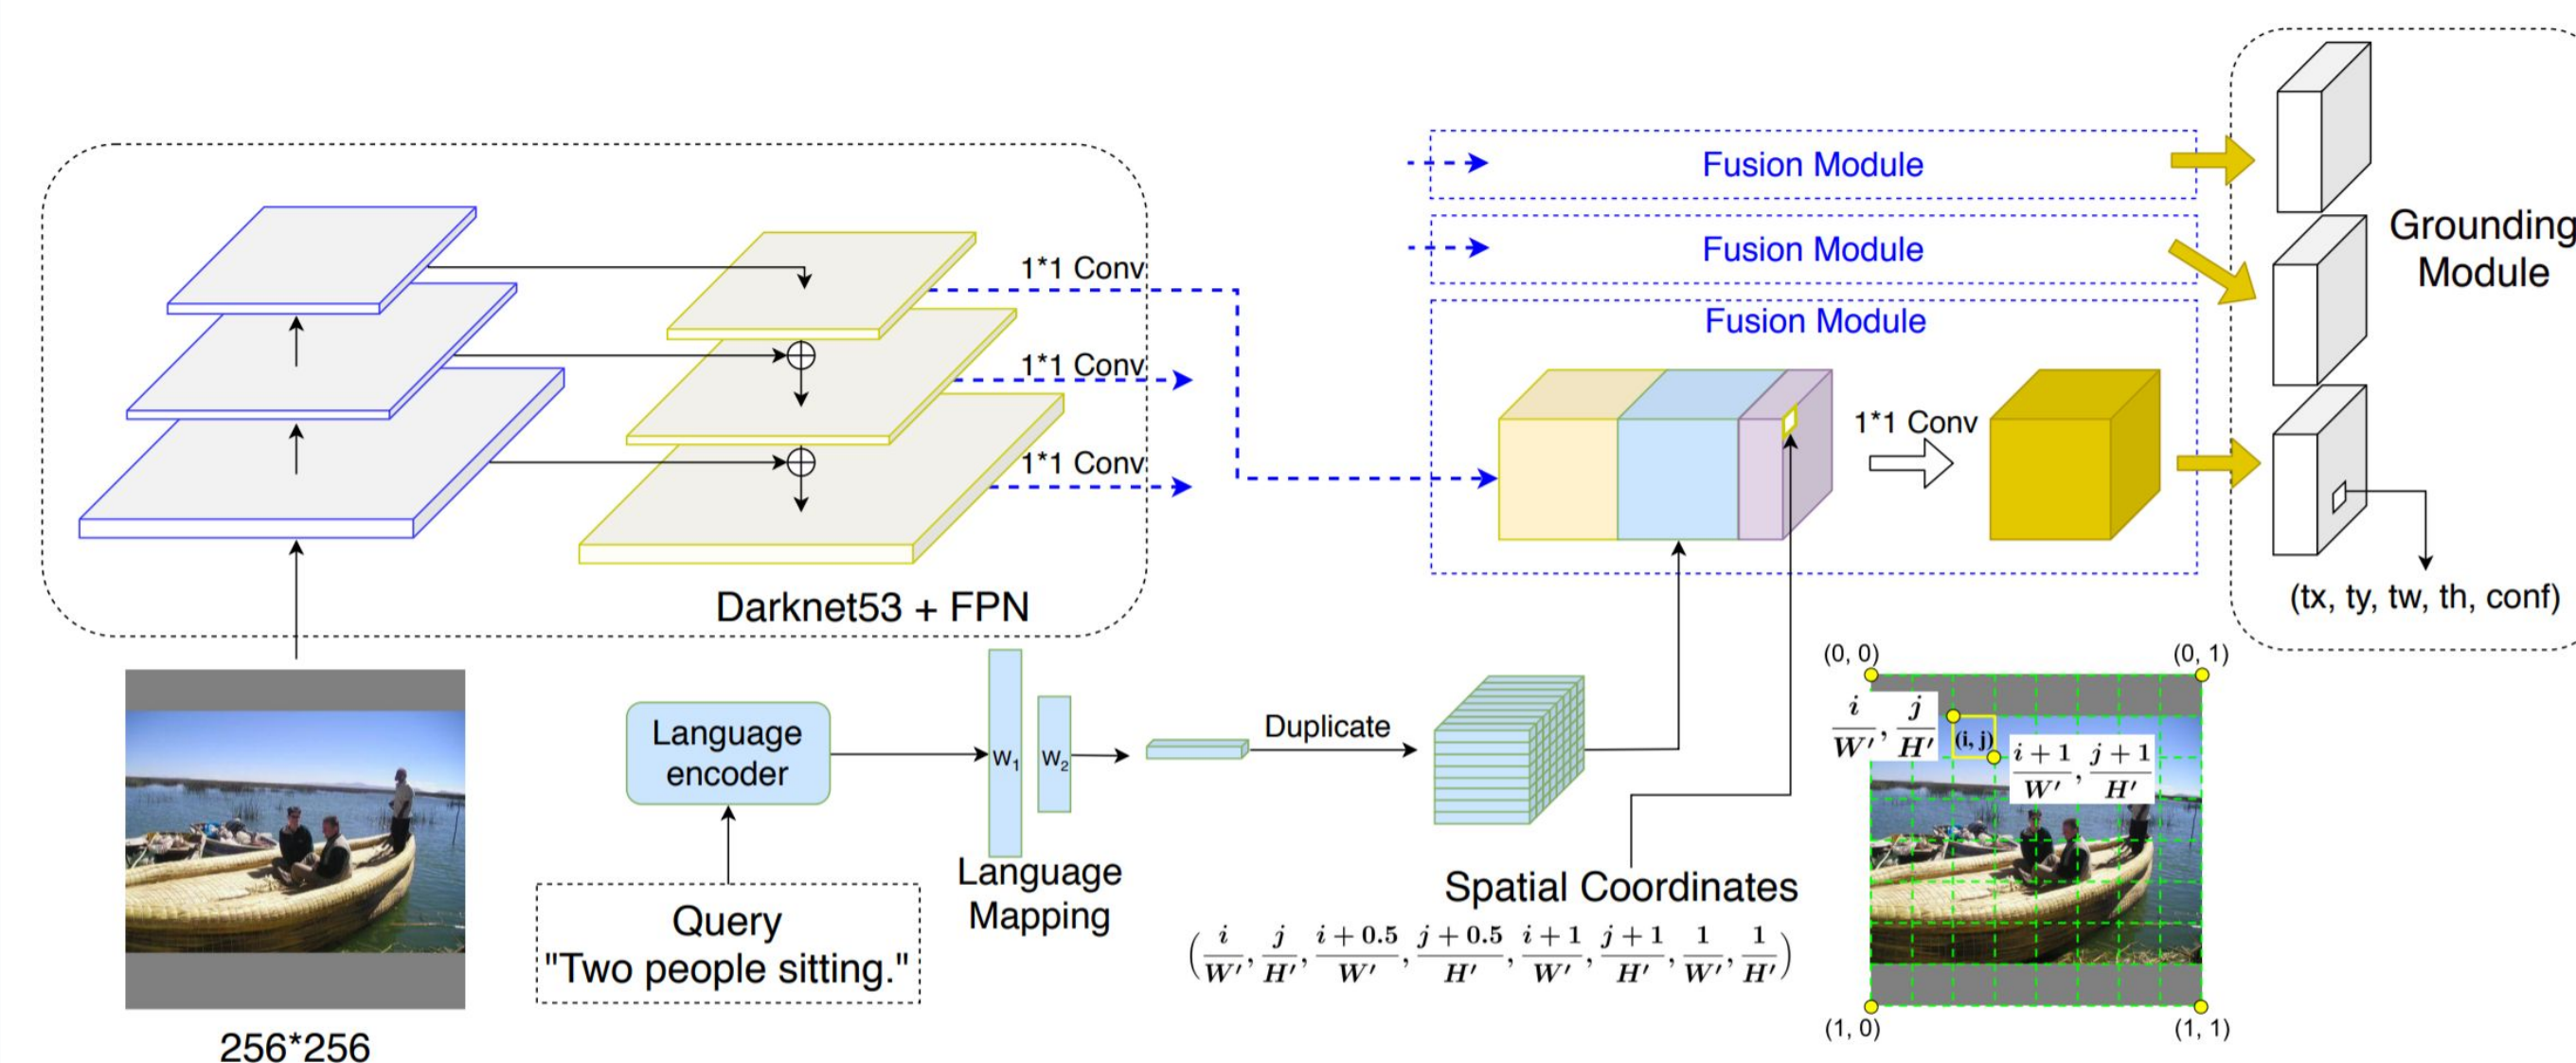 1*1 Conv
1*1 Conv
1*1 Conv
Darknet53 + FPN
256*256
Language
encoder
Query
"Two people sitting."
W₁
W₂
Language
Mapping
Duplicate
Fusion Module
Fusion Module
Fusion Module
1*1 Conv
Grounding
Module
(tx, ty, tw, th, conf)
Spatial Coordinates
(i/W', j/H', i + 0.5/W', j + 0.5/H', i + 1/W', j + 1/H', 1/W', 1/H')
(0, 0)
(0, 1)
i/W', j/H'
(i, j)
i + 1/W', j + 1/H'
(1, 0)
(1, 1)